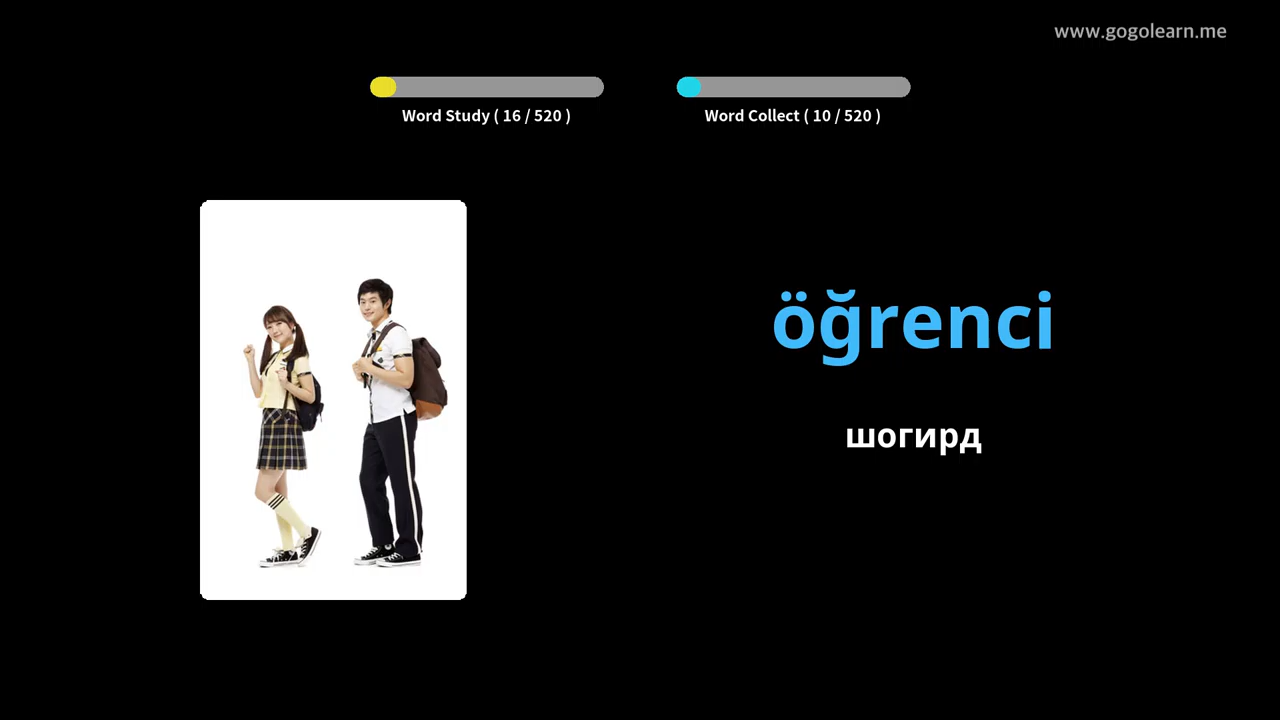 www.gogolearn.me
Word Study ( 16 / 520 )
Word Collect ( 10 / 520 )
öğrenci
шогирд